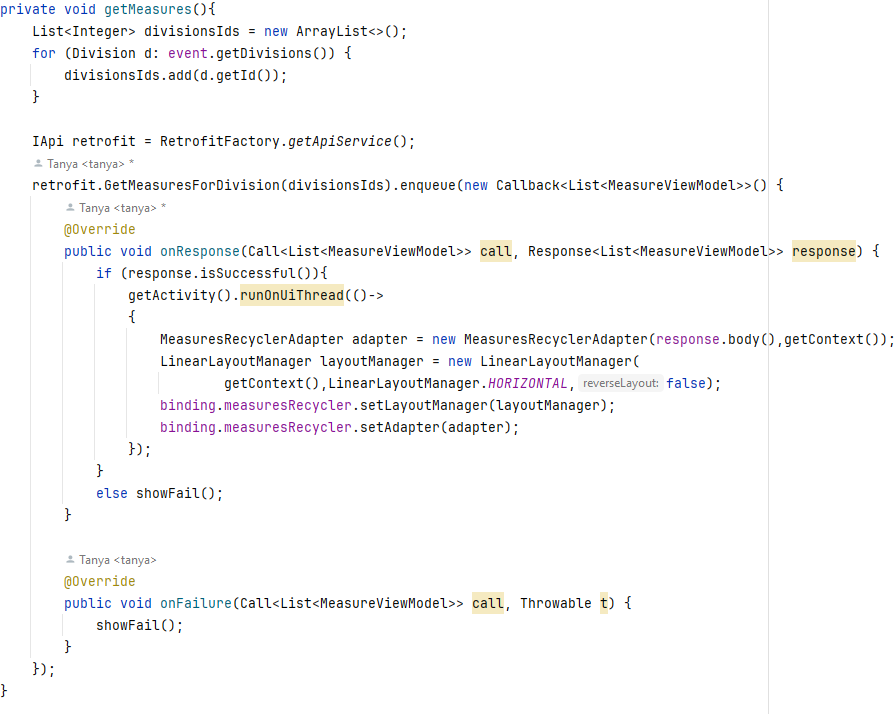 private void getMeasures(){
    List<Integer> divisionsIds = new ArrayList<>();
    for (Division d: event.getDivisions()) {
        divisionsIds.add(d.getId());
    }
    IApi retrofit = RetrofitFactory.getApiService();
    Tanya <tanya> *
    retrofit.GetMeasuresForDivision(divisionsIds).enqueue(new Callback<List<MeasureViewModel>>() {
        Tanya <tanya> *
        @Override
        public void onResponse(Call<List<MeasureViewModel>> call, Response<List<MeasureViewModel>> response) {
            if (response.isSuccessful()){
                getActivity().runOnUiThread(()->
                {
                    MeasuresRecyclerAdapter adapter = new MeasuresRecyclerAdapter(response.body(),getContext());
                    LinearLayoutManager layoutManager = new LinearLayoutManager(
                            getContext(),LinearLayoutManager.HORIZONTAL, reverseLayout: false);
                    binding.measuresRecycler.setLayoutManager(layoutManager);
                    binding.measuresRecycler.setAdapter(adapter);
                });
            }
            else showFail();
        }
        Tanya <tanya>
        @Override
        public void onFailure(Call<List<MeasureViewModel>> call, Throwable t) {
            showFail();
        }
    });
}